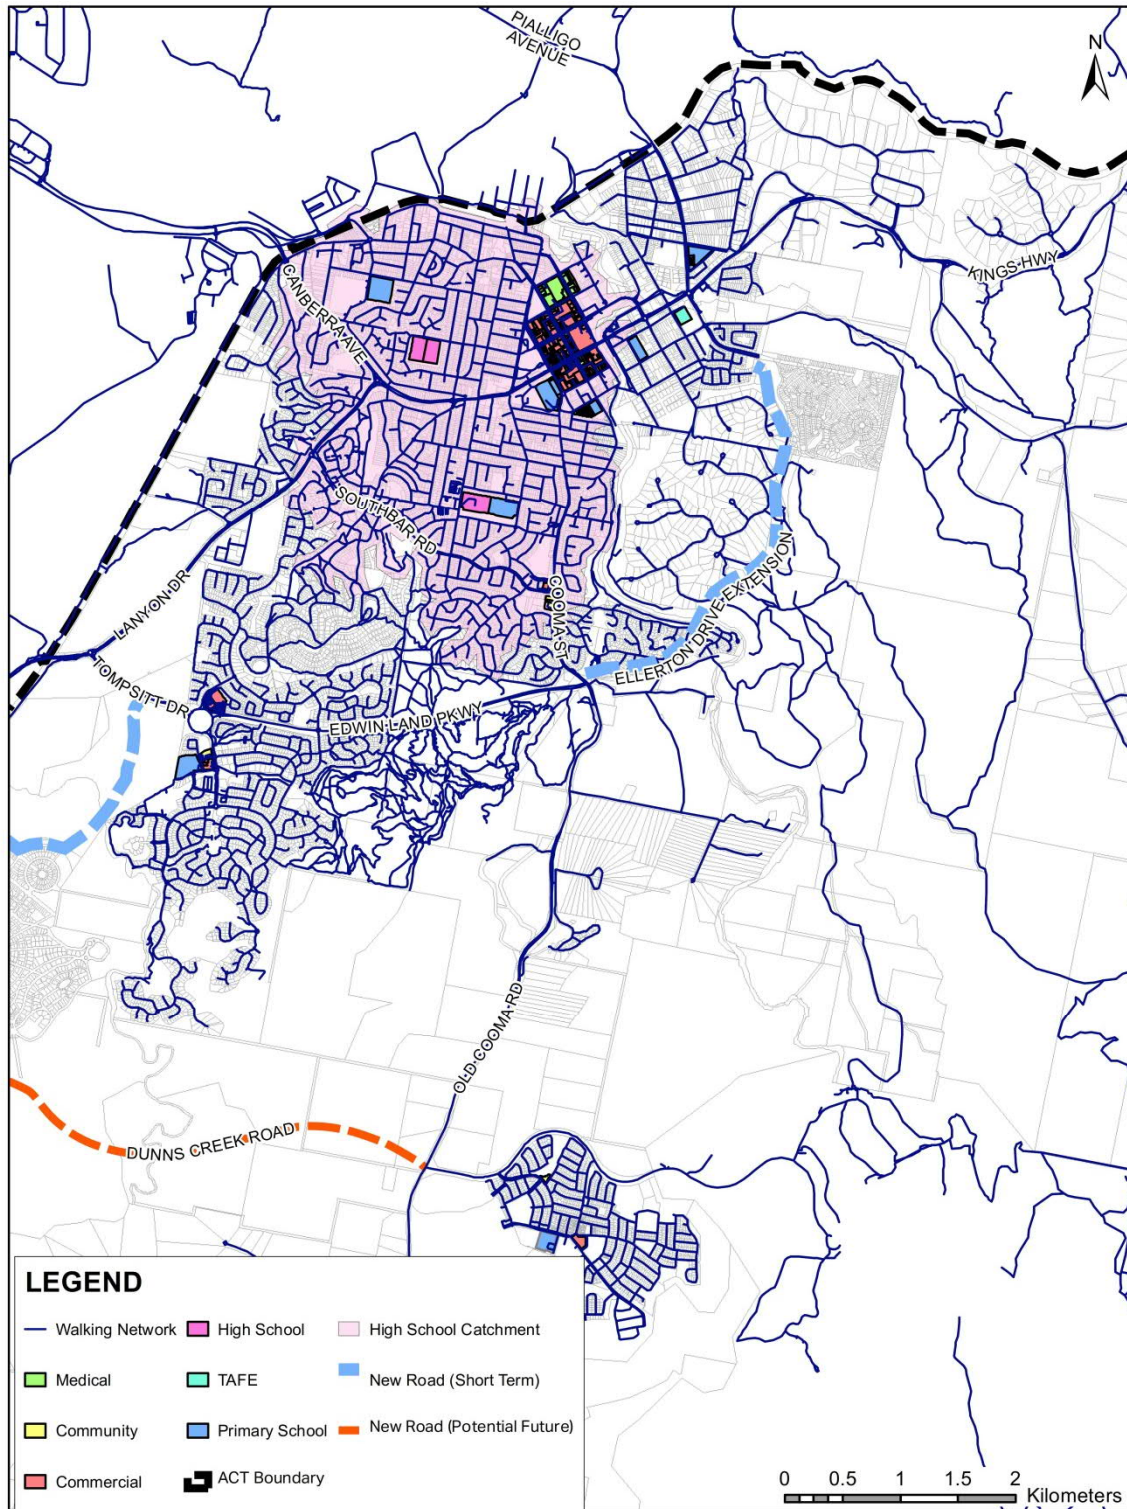 PIALLIGO
AVENUE
N
KINGS HWY
CANBERRA AVE
SOUTHBAR RD
COOMA ST
ELLERTON DRIVE EXTENSION
LANYON DR
TOMPSITT DR
EDWIN LAND PKWY
OLD COOMA RD
DUNNS CREEK ROAD
LEGEND
Walking Network
High School
High School Catchment
Medical
TAFE
New Road (Short Term)
Community
Primary School
New Road (Potential Future)
Commercial
ACT Boundary
0 0.5 1 1.5 2
Kilometers